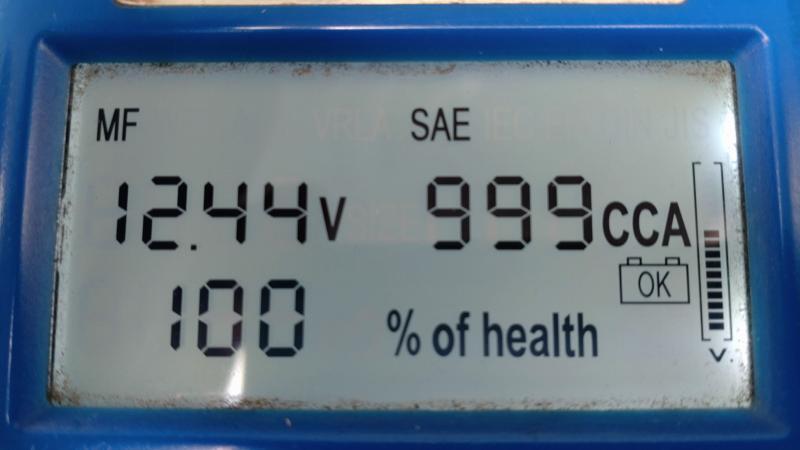 MF SAE
12.44V 999CCA
OK
100 % of health
V